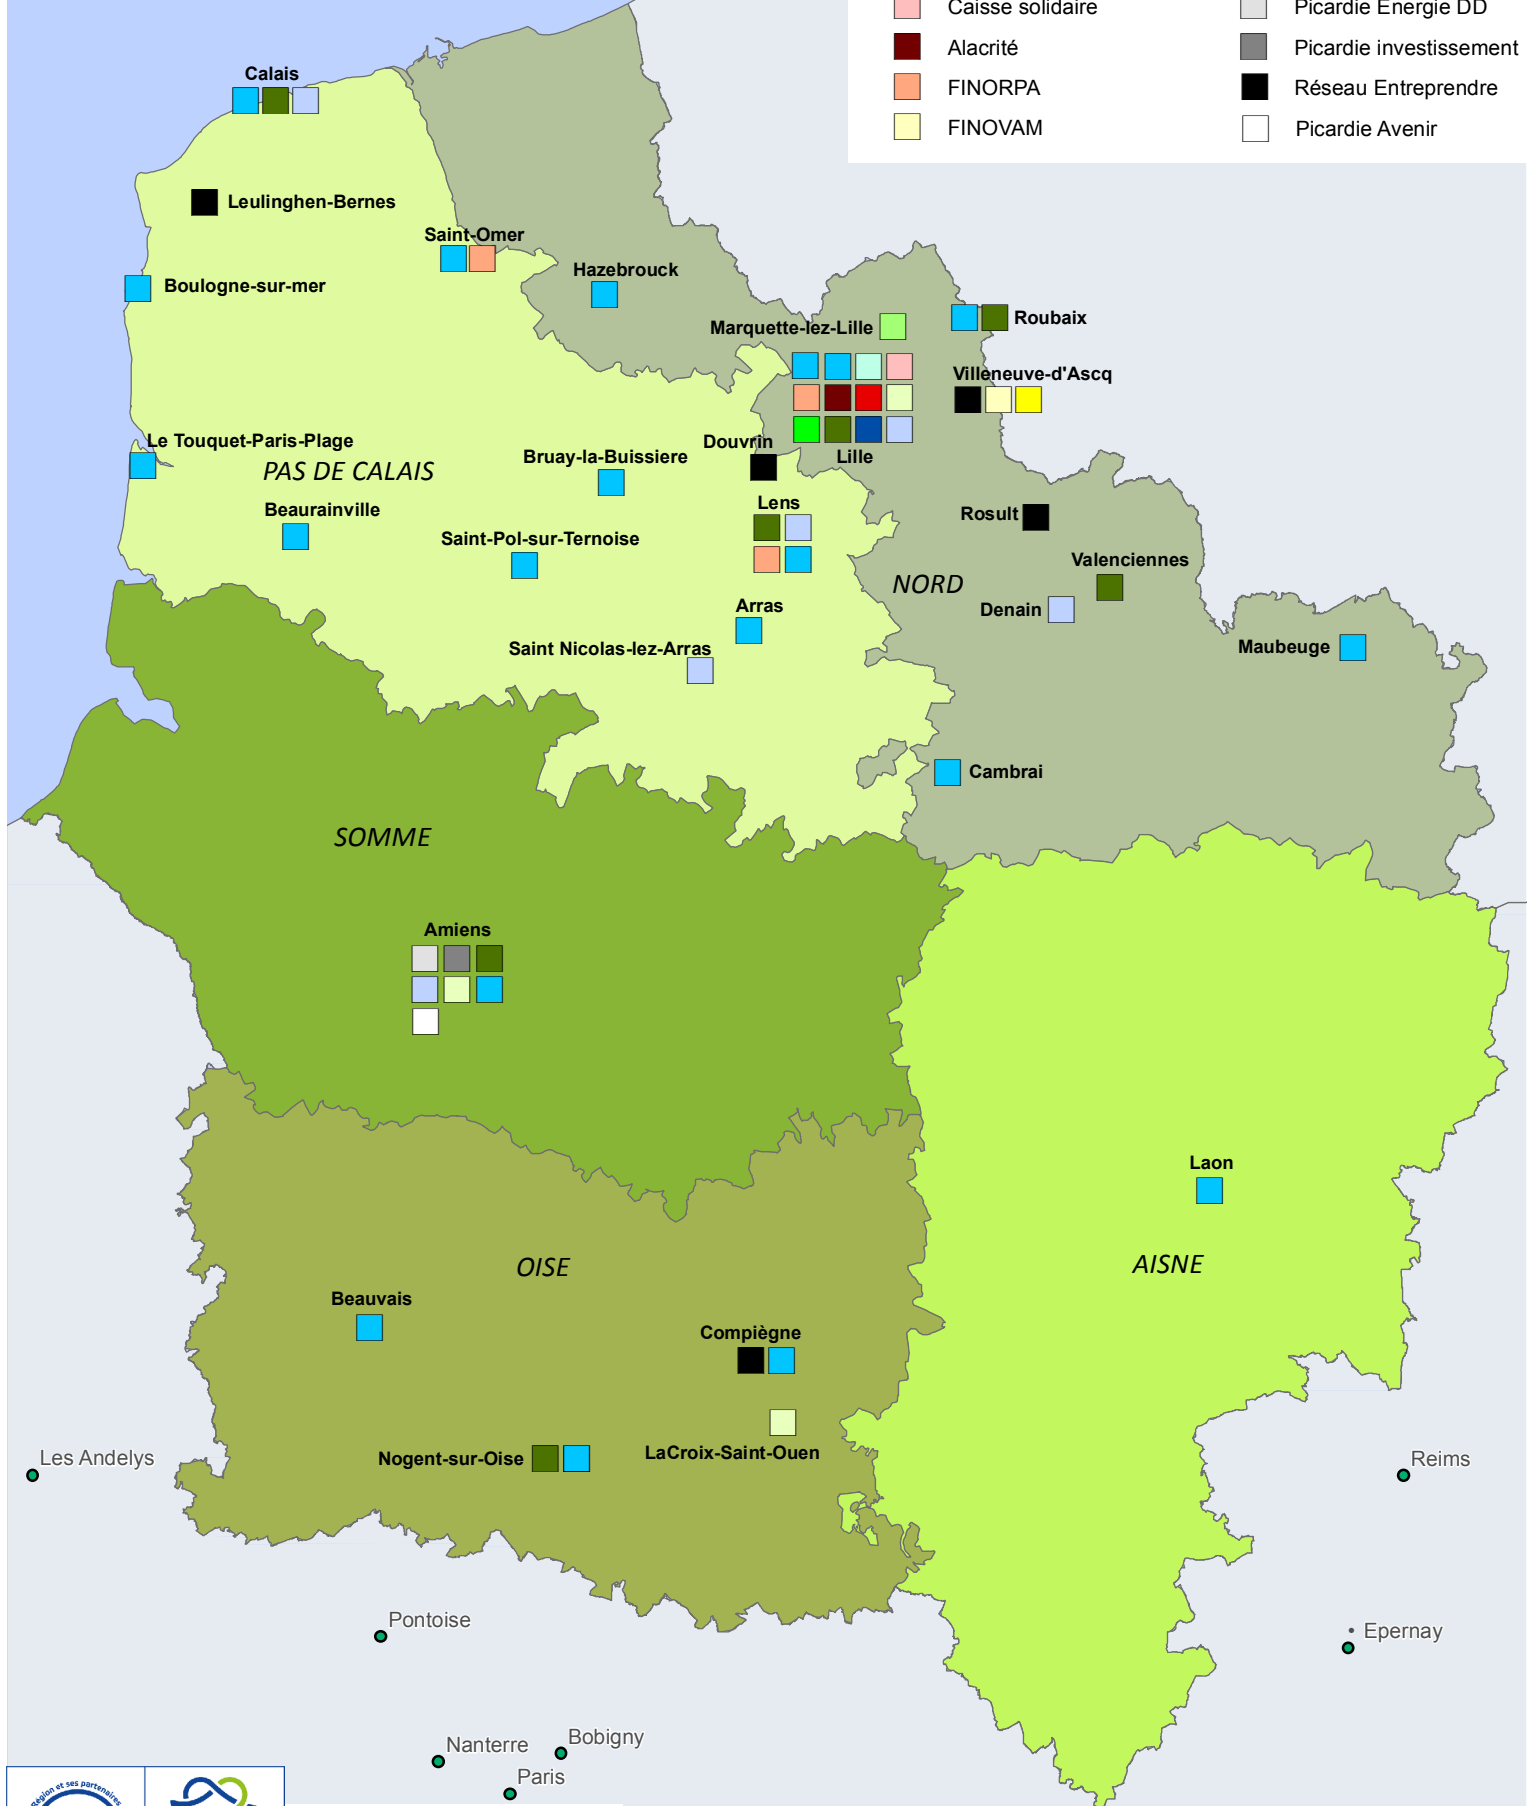 Caisse solidaire
Picardie Energie DD
Alacrité
Picardie investissement
FINORPA
Réseau Entreprendre
FINOVAM
Picardie Avenir
Calais
Leulinghen-Bernes
Saint-Omer
Hazebrouck
Boulogne-sur-mer
Marquette-lez-Lille
Roubaix
Villeneuve-d'Ascq
Le Touquet-Paris-Plage
PAS DE CALAIS
Douvrin
Lille
Bruay-la-Buissiere
Beaurainville
Lens
Rosult
Saint-Pol-sur-Ternoise
Valenciennes
NORD
Denain
Arras
Saint Nicolas-lez-Arras
Maubeuge
Cambrai
SOMME
Amiens
Laon
AISNE
OISE
Beauvais
Compiègne
LaCroix-Saint-Ouen
Nogent-sur-Oise
Les Andelys
Reims
Pontoise
Epernay
Nanterre
Bobigny
Paris
Région et ses partenaires